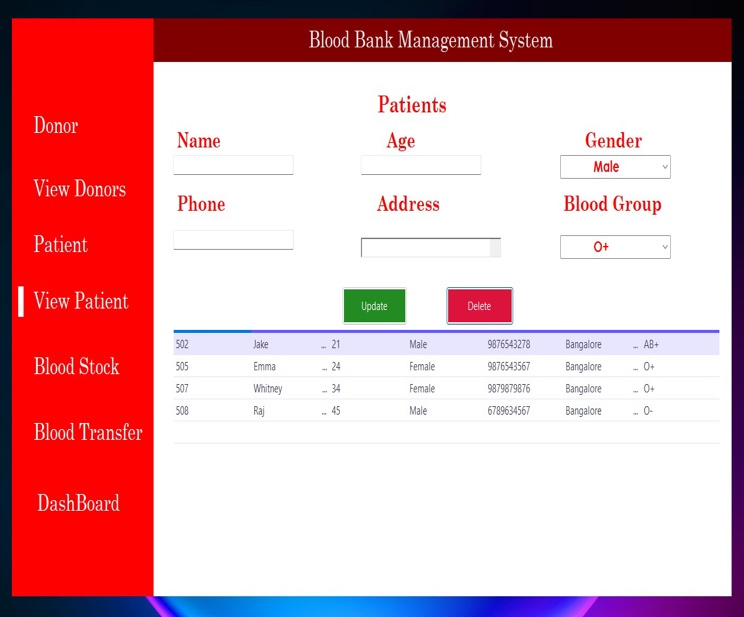 Blood Bank Management System
Donor
View Donors
Patient
View Patient
Blood Stock
Blood Transfer
DashBoard
Patients
Name Age Gender
Male
Phone Address Blood Group
O+
Update Delete
502 Jake ... 21 Male 9876543278 Bangalore ... AB+
505 Emma ... 24 Female 9876543567 Bangalore ... O+
507 Whitney ... 34 Female 9879879876 Bangalore ... O+
508 Raj ... 45 Male 6789634567 Bangalore ... O-